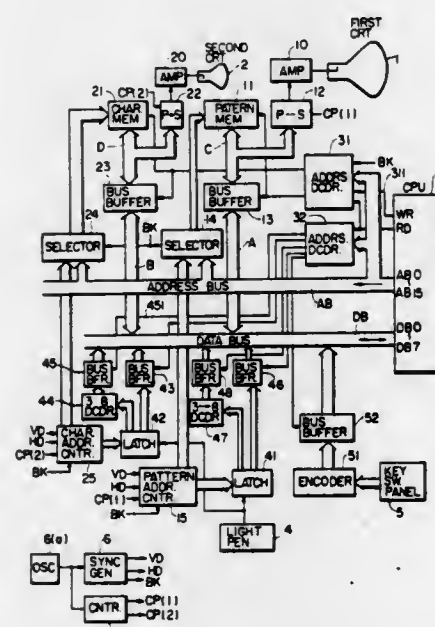 FIRST
CRT
SECOND
CRT
20
10
AMP
2
AMP
1
CP(2)
21
22
11
12
CHAR
MEM
P-S
PATERN
MEM
P-S
CP(1)
31
D
C
BK
CPU
23
ADDRS
DCDR.
311
24
BUS
BUFFER
14
BUS
BUFFER
13
32
WR
RD
BK
SELECTOR
SELECTOR
A
ADDRS.
DCDR.
B
AB0
ADDRESS BUS
AB15
451
AB
DB
DB0
DATA BUS
DB7
45
BUS
BFR.
BUS
BFR.
43
BUS
BFR.
48
BUS
BFR.
46
44
3-8
DCDR
42
3-8
DCDR
47
BUS
BUFFER
52
VD
HD
CP(2)
CHAR.
ADDR.
CNTR.
LATCH
41
BK
25
VD
HD
CP(1)
PATTERN
ADDR.
CNTR.
LATCH
51
BK
15
ENCODER
KEY
SW.
PANEL
5
LIGHT
PEN
4
6(a)
6
OSC
SYNC
GEN
VD
HD
BK
CNTR.
CP(1)
CP(2)